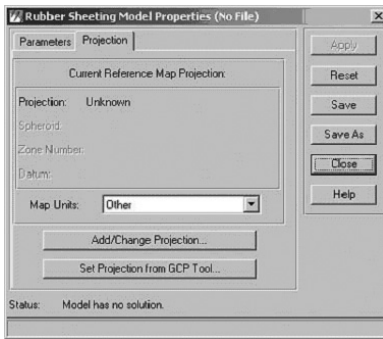 Rubber Sheeting Model Properties (No File)
Parameters Projection
Apply
Current Reference Map Projection:
Reset
Projection: Unknown
Save
Spheroid:
Save As
Zone Number:
Close
Datum:
Help
Map Units: Other
Add/Change Projection...
Set Projection from GCP Tool...
Status: Model has no solution.